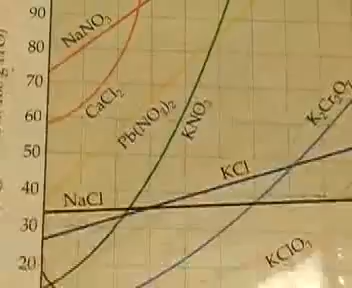 90
80
70
60
50
40
30
20
NaNO₃
CaCl₂
Pb(NO₃)₂
KNO₃
K₂Cr₂O₇
KCl
NaCl
KClO₃